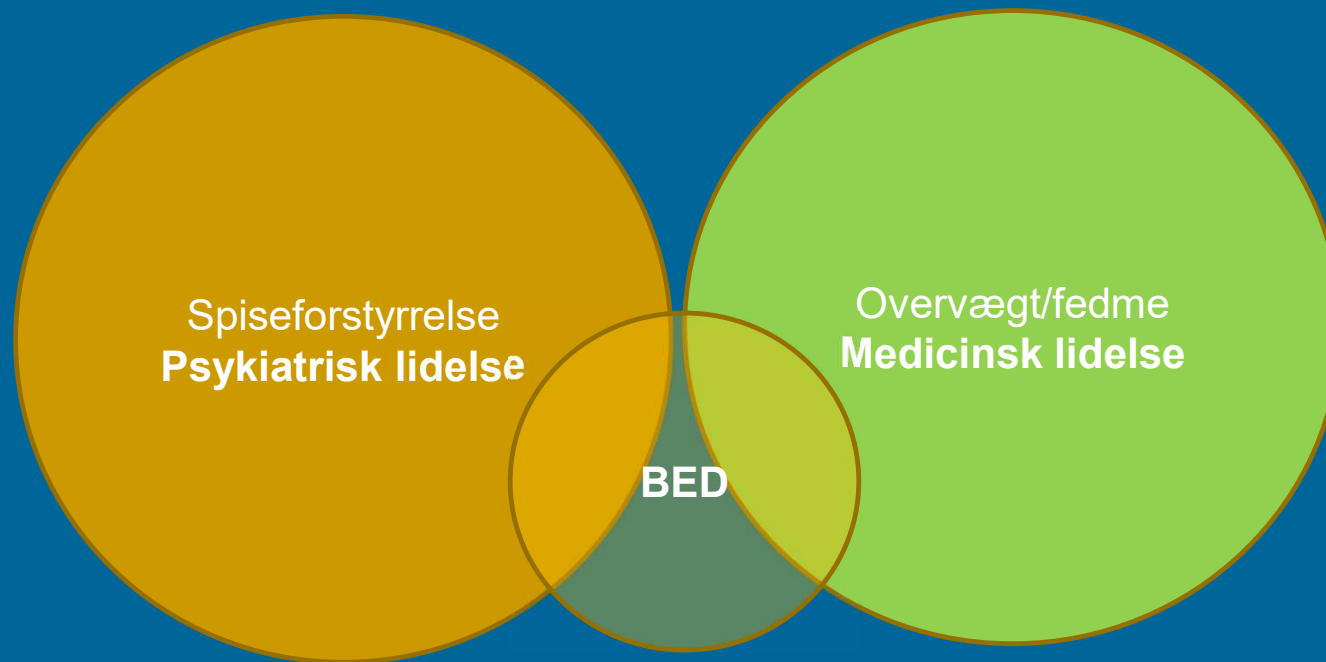 Spiseforstyrrelse
Psykiatrisk lidelse
Overvægt/fedme
Medicinsk lidelse
BED